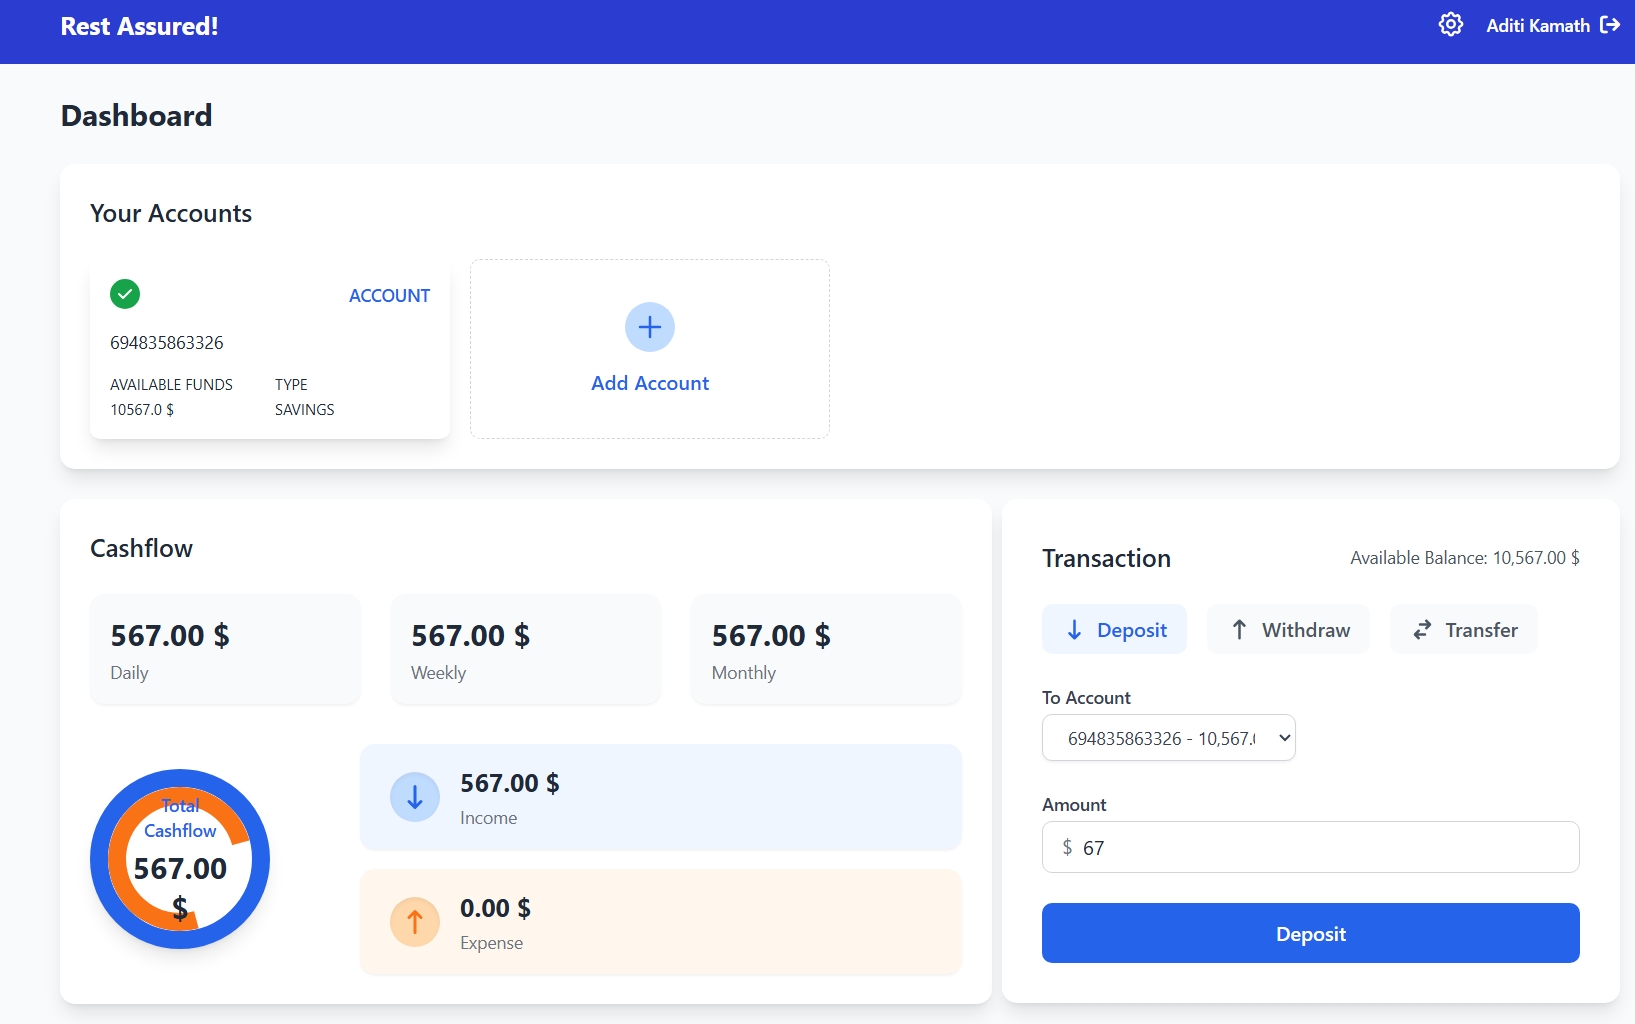 Rest Assured!
Aditi Kamath
Dashboard
Your Accounts
ACCOUNT
694835863326
AVAILABLE FUNDS
TYPE
10567.0 $
SAVINGS
Add Account
Cashflow
567.00 $
Daily
567.00 $
Weekly
567.00 $
Monthly
Total
Cashflow
567.00
$
567.00 $
Income
0.00 $
Expense
Transaction
Available Balance: 10,567.00 $
Deposit
Withdraw
Transfer
To Account
694835863326 - 10,567.
Amount
$ 67
Deposit